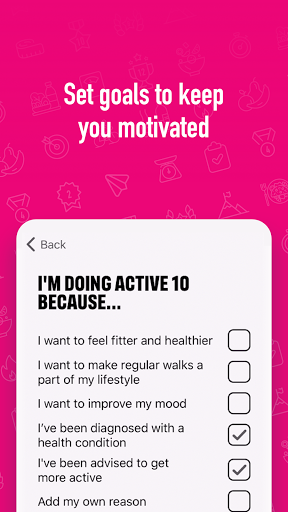 Set goals to keep
you motivated
Back
I'M DOING ACTIVE 10
BECAUSE...
I want to feel fitter and healthier
I want to make regular walks a
part of my lifestyle
I want to improve my mood
I've been diagnosed with a
health condition
I've been advised to get
more active
Add my own reason